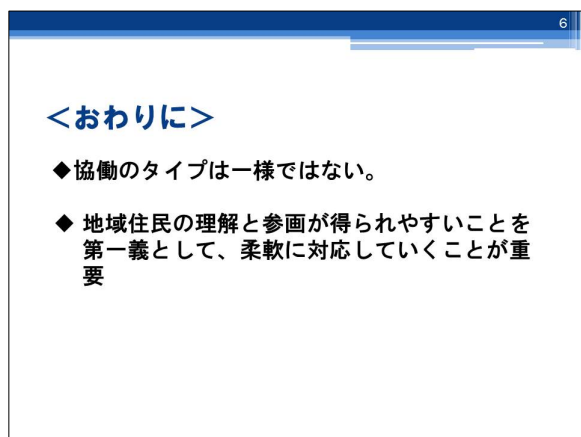 6
＜おわりに＞
◆協働のタイプは一様ではない。
◆ 地域住民の理解と参画が得られやすいことを
第一義として、柔軟に対応していくことが重
要